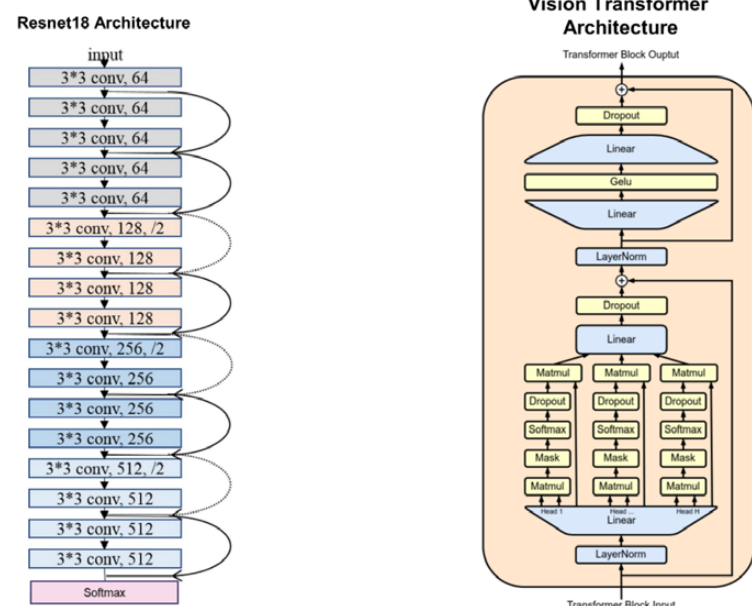 Resnet18 Architecture
input
3*3 conv, 64
3*3 conv, 64
3*3 conv, 64
3*3 conv, 64
3*3 conv, 64
3*3 conv, 128, /2
3*3 conv, 128
3*3 conv, 128
3*3 conv, 128
3*3 conv, 256, /2
3*3 conv, 256
3*3 conv, 256
3*3 conv, 256
3*3 conv, 512, /2
3*3 conv, 512
3*3 conv, 512
3*3 conv, 512
Softmax
Vision Transformer
Architecture
Transformer Block Ouptut
+
Dropout
Linear
Gelu
Linear
LayerNorm
+
Dropout
Linear
Matmul Matmul Matmul
Dropout Dropout Dropout
Softmax Softmax Softmax
Mask Mask Mask
Matmul Matmul Matmul
Head 1 Head ... Head H
Linear
LayerNorm
Transformer Block Input